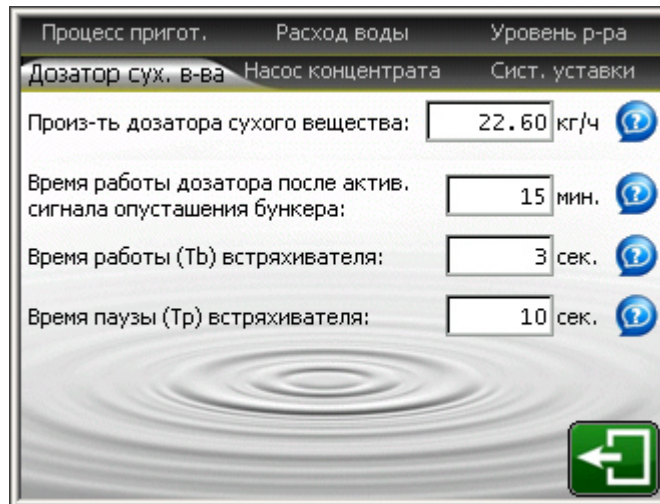 Процесс пригот. Расход воды Уровень р-ра
Дозатор сух. в-ва Насос концентрата Сист. уставки
Произ-ть дозатора сухого вещества: 22.60 кг/ч
Время работы дозатора после актив.
сигнала опусташения бункера: 15 мин.
Время работы (Tb) встряхивателя: 3 сек.
Время паузы (Tp) встряхивателя: 10 сек.